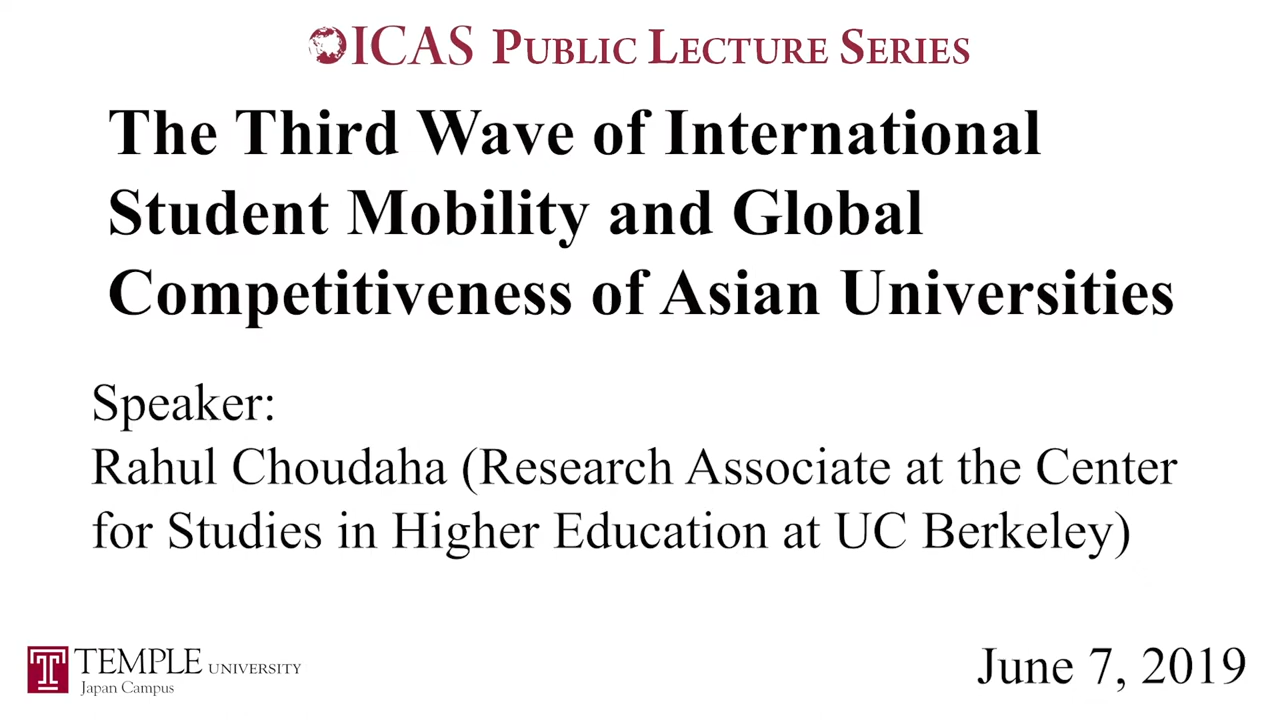 ICAS PUBLIC LECTURE SERIES
The Third Wave of International
Student Mobility and Global
Competitiveness of Asian Universities
Speaker:
Rahul Choudaha (Research Associate at the Center
for Studies in Higher Education at UC Berkeley)
TEMPLE UNIVERSITY
Japan Campus
June 7, 2019